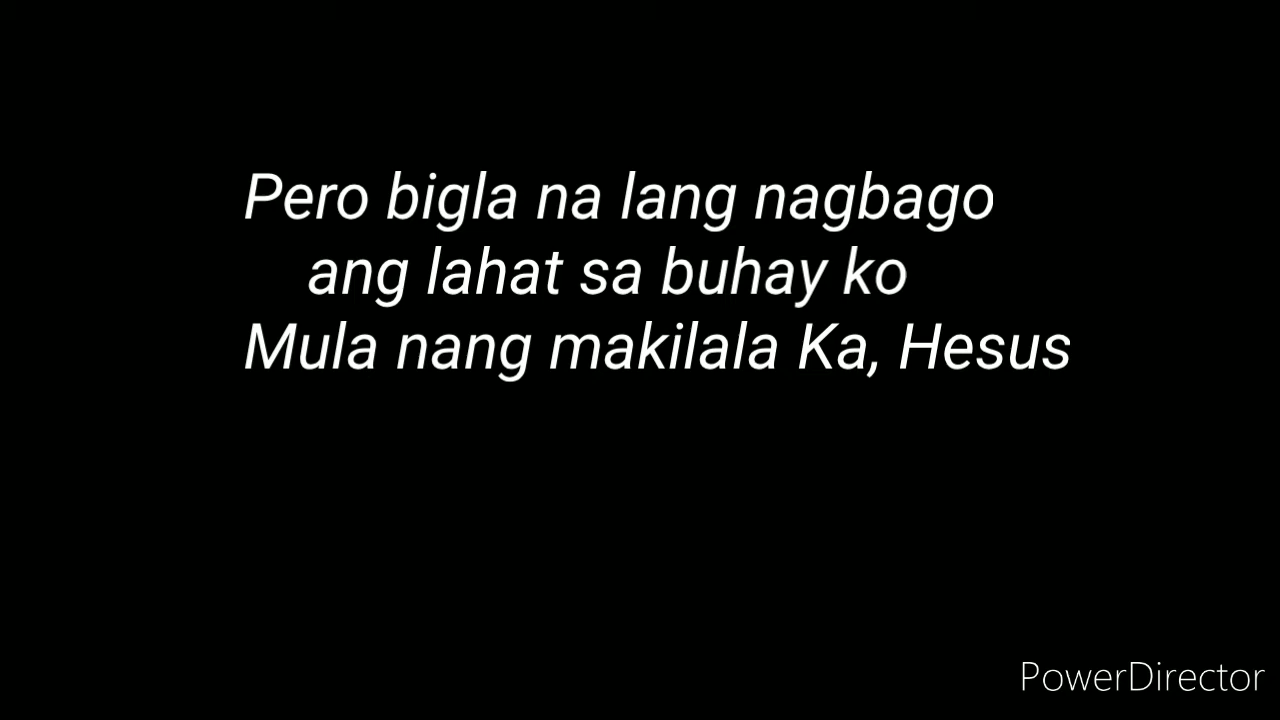 Pero bigla na lang nagbago
ang lahat sa buhay ko
Mula nang makilala Ka, Hesus
PowerDirector